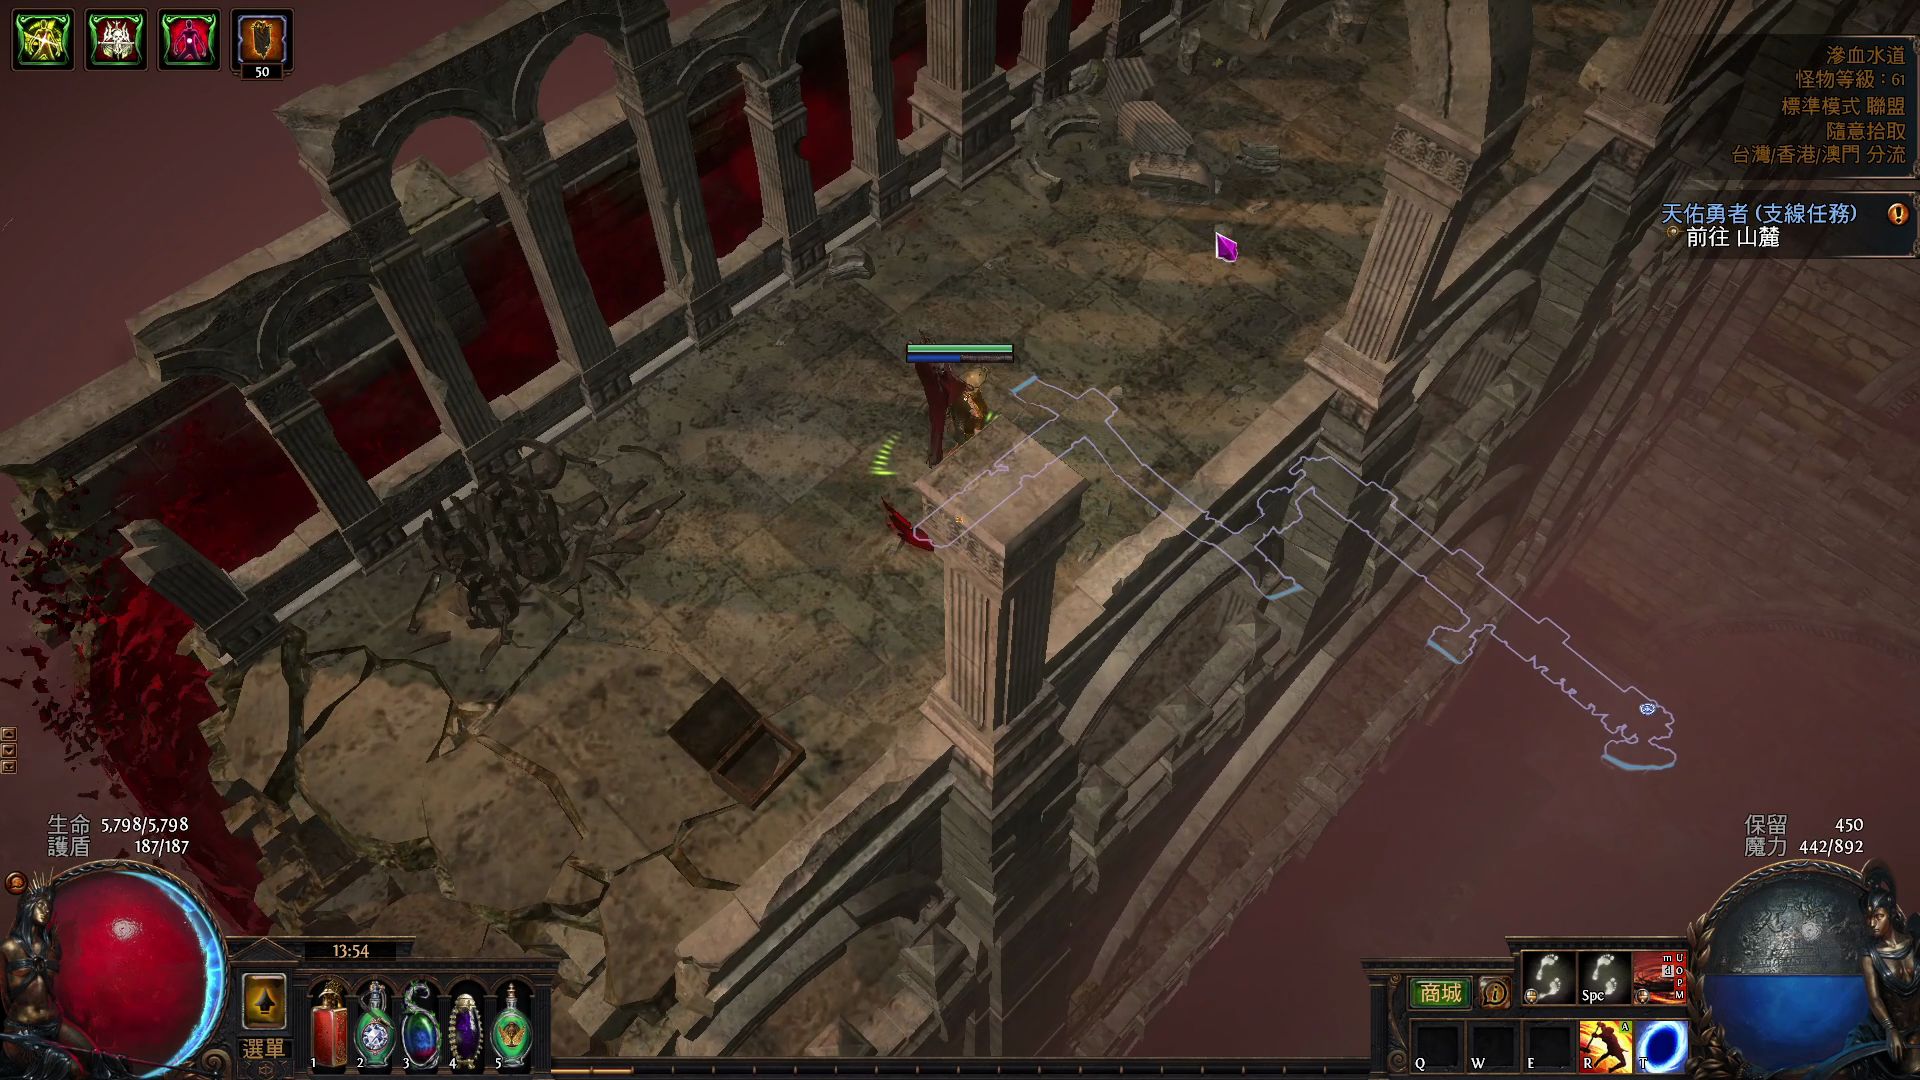 50
滲血水道
怪物等級：61
標準模式 聯盟
隨意拾取
台灣/香港/澳門 分流
天佑勇者 (支線任務)
前往 山麓
生命 5,798/5,798
護盾 187/187
保留 450
魔力 442/892
13:54
選單
1 2 3 4 5
商城
Spc
m U
d O
P
M
Q W E R A T